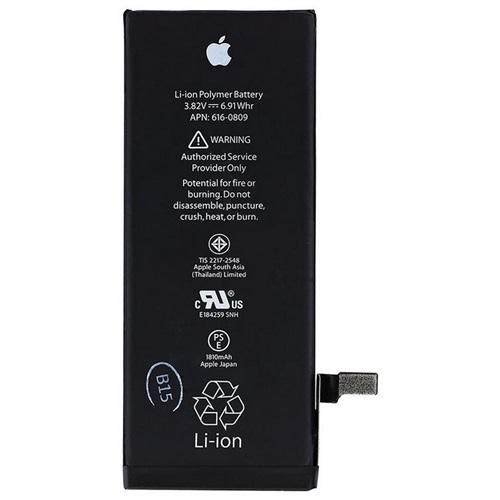 Li-ion Polymer Battery
3.82V⎓6.91Whr
APN: 616-0809
WARNING
Authorized Service
Provider Only
Potential for fire or
burning. Do not
disassemble, puncture,
crush, heat, or burn.
TIS 2217-2548
Apple South Asia
(Thailand) Limited
c RU US
E184259 SNH
PS
E
1810mAh
Apple Japan
B15
Li-ion